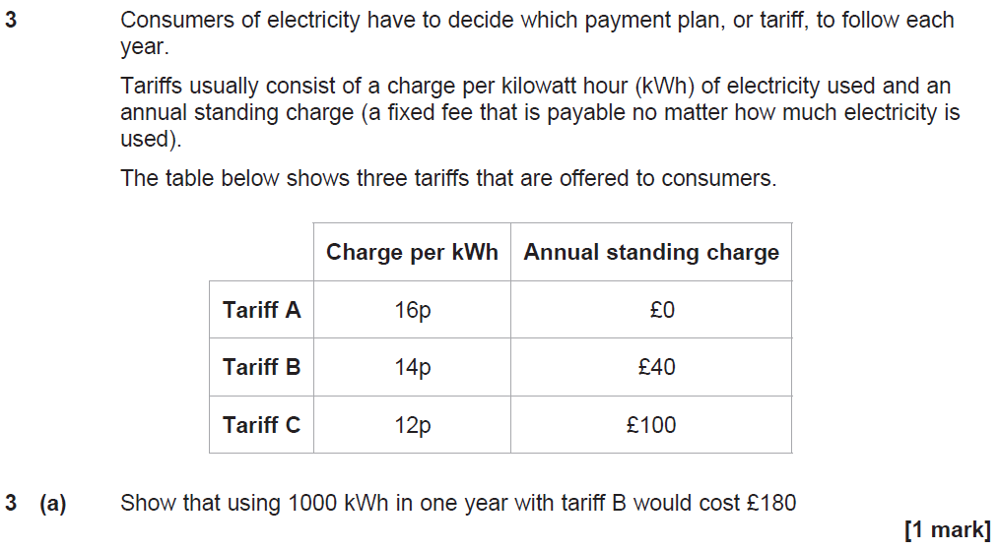 3 Consumers of electricity have to decide which payment plan, or tariff, to follow each
year.
Tariffs usually consist of a charge per kilowatt hour (kWh) of electricity used and an
annual standing charge (a fixed fee that is payable no matter how much electricity is
used).
The table below shows three tariffs that are offered to consumers.
Charge per kWh Annual standing charge
Tariff A 16p £0
Tariff B 14p £40
Tariff C 12p £100
3 (a) Show that using 1000 kWh in one year with tariff B would cost £180
[1 mark]